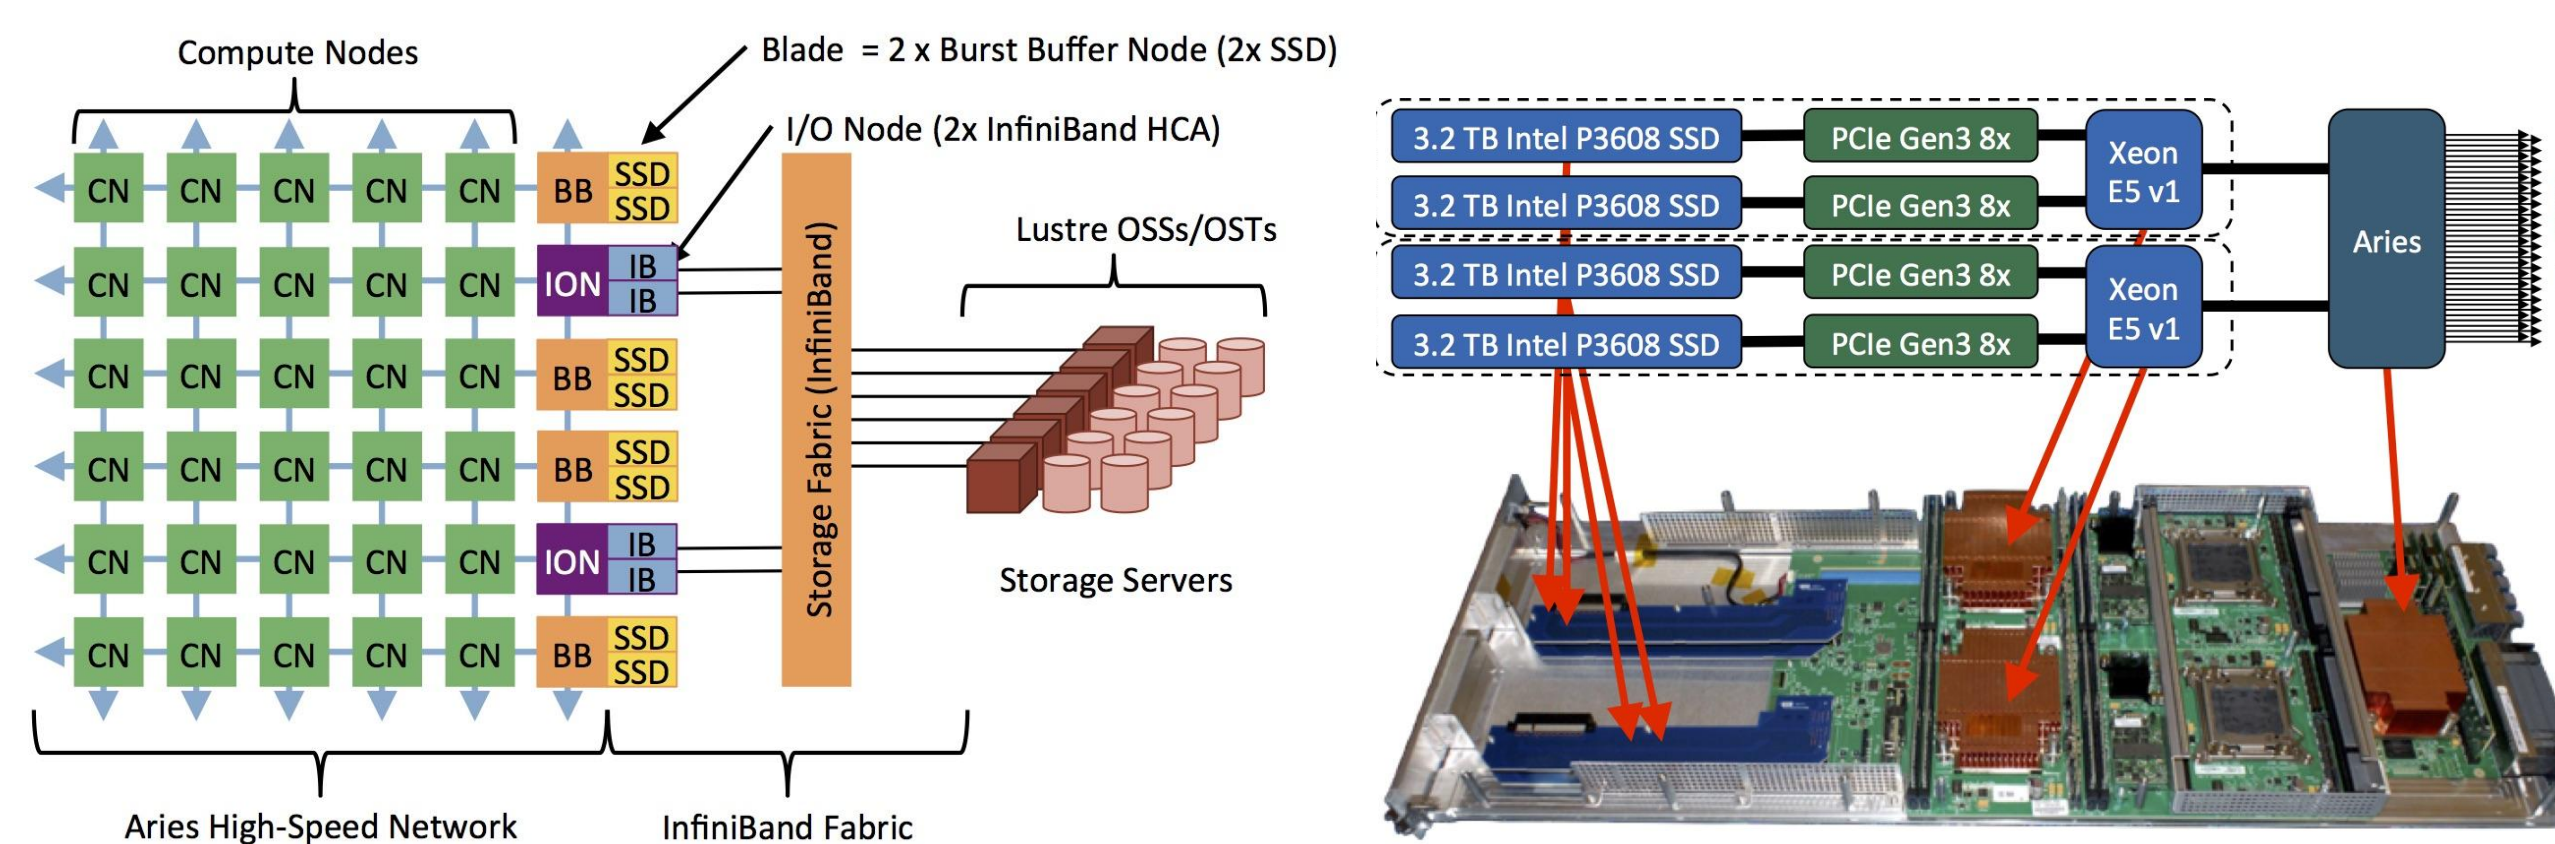 Compute Nodes
Blade = 2 x Burst Buffer Node (2x SSD)
I/O Node (2x InfiniBand HCA)
CN CN CN CN CN BB SSD
SSD
CN CN CN CN CN ION IB
IB
CN CN CN CN CN BB SSD
SSD
CN CN CN CN CN BB SSD
SSD
CN CN CN CN CN ION IB
IB
CN CN CN CN CN BB SSD
SSD
Storage Fabric (InfiniBand)
Lustre OSSs/OSTs
Storage Servers
Aries High-Speed Network
InfiniBand Fabric
3.2 TB Intel P3608 SSD PCIe Gen3 8x
3.2 TB Intel P3608 SSD PCIe Gen3 8x
Xeon
E5 v1
3.2 TB Intel P3608 SSD PCIe Gen3 8x
3.2 TB Intel P3608 SSD PCIe Gen3 8x
Xeon
E5 v1
Aries